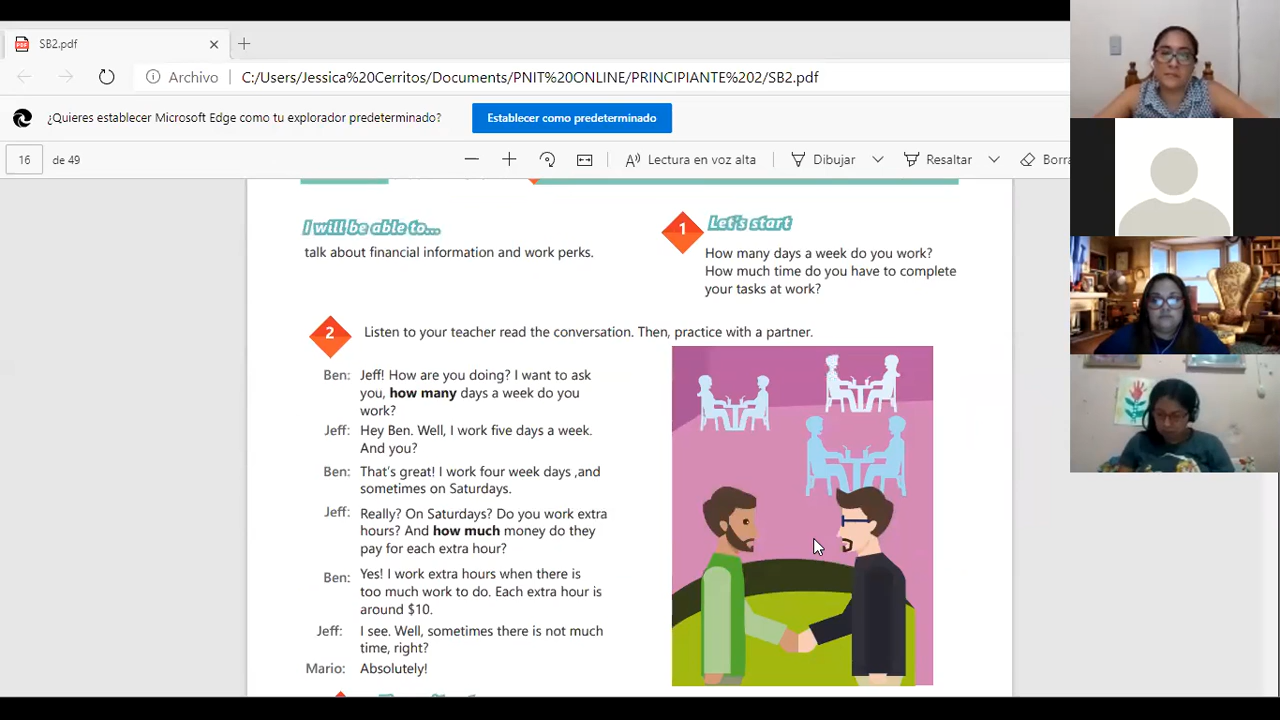 SB2.pdf
Archivo
C:/Users/Jessica%20Cerritos/Documents/PNIT%20ONLINE/PRINCIPIANTE%202/SB2.pdf
¿Quieres establecer Microsoft Edge como tu explorador predeterminado?
Establecer como predeterminado
16 de 49
Lectura en voz alta
Dibujar
Resaltar
Borra
I will be able to...
talk about financial information and work perks.
1
Let's start
How many days a week do you work?
How much time do you have to complete
your tasks at work?
2
Listen to your teacher read the conversation. Then, practice with a partner.
Ben: Jeff! How are you doing? I want to ask
you, how many days a week do you
work?
Jeff: Hey Ben. Well, I work five days a week.
And you?
Ben: That's great! I work four week days ,and
sometimes on Saturdays.
Jeff: Really? On Saturdays? Do you work extra
hours? And how much money do they
pay for each extra hour?
Ben: Yes! I work extra hours when there is
too much work to do. Each extra hour is
around $10.
Jeff: I see. Well, sometimes there is not much
time, right?
Mario: Absolutely!